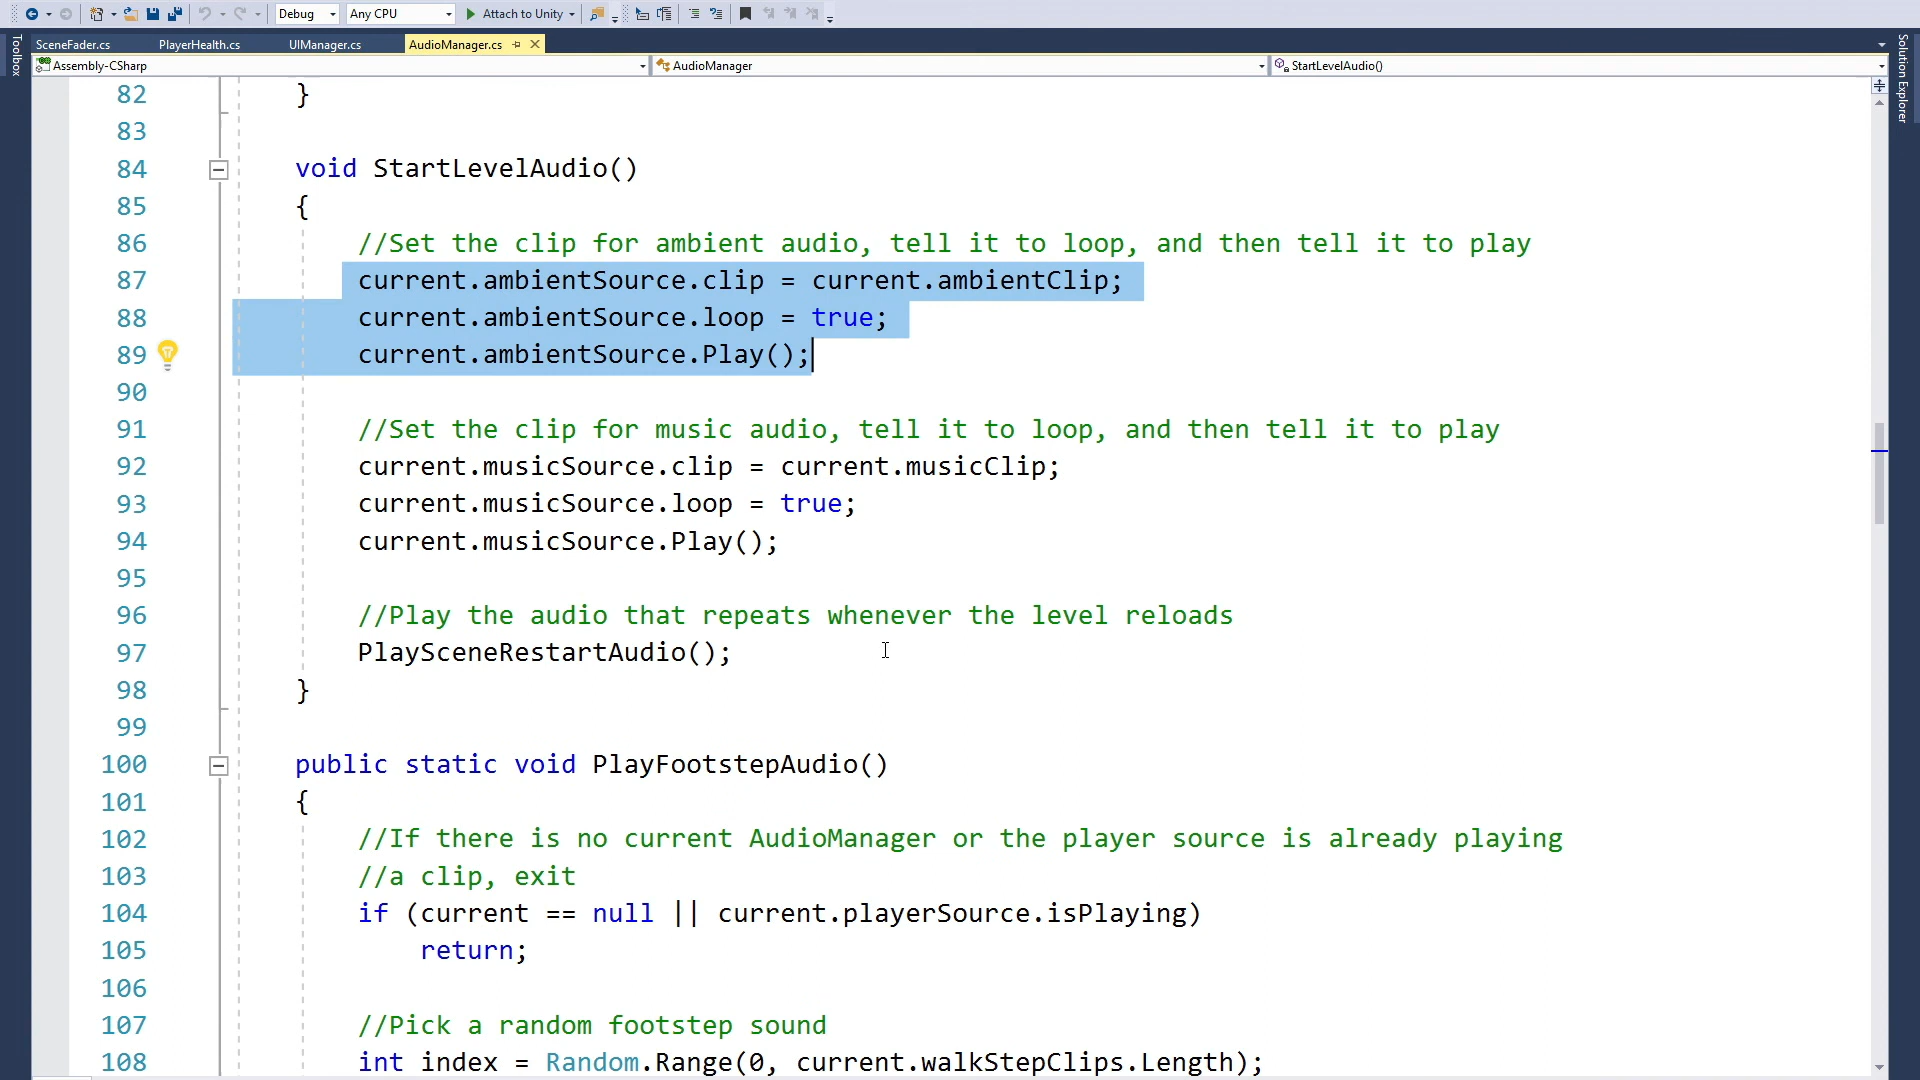 Debug Any CPU Attach to Unity
Toolbox
SceneFader.cs PlayerHealth.cs UIManager.cs AudioManager.cs
Solution Explorer
Assembly-CSharp AudioManager StartLevelAudio()
82 }
83
84 void StartLevelAudio()
85 {
86 //Set the clip for ambient audio, tell it to loop, and then tell it to play
87 current.ambientSource.clip = current.ambientClip;
88 current.ambientSource.loop = true;
89 current.ambientSource.Play();
90
91 //Set the clip for music audio, tell it to loop, and then tell it to play
92 current.musicSource.clip = current.musicClip;
93 current.musicSource.loop = true;
94 current.musicSource.Play();
95
96 //Play the audio that repeats whenever the level reloads
97 PlaySceneRestartAudio();
98 }
99
100 public static void PlayFootstepAudio()
101 {
102 //If there is no current AudioManager or the player source is already playing
103 //a clip, exit
104 if (current == null || current.playerSource.isPlaying)
105 return;
106
107 //Pick a random footstep sound
108 int index = Random.Range(0, current.walkStepClips.Length);